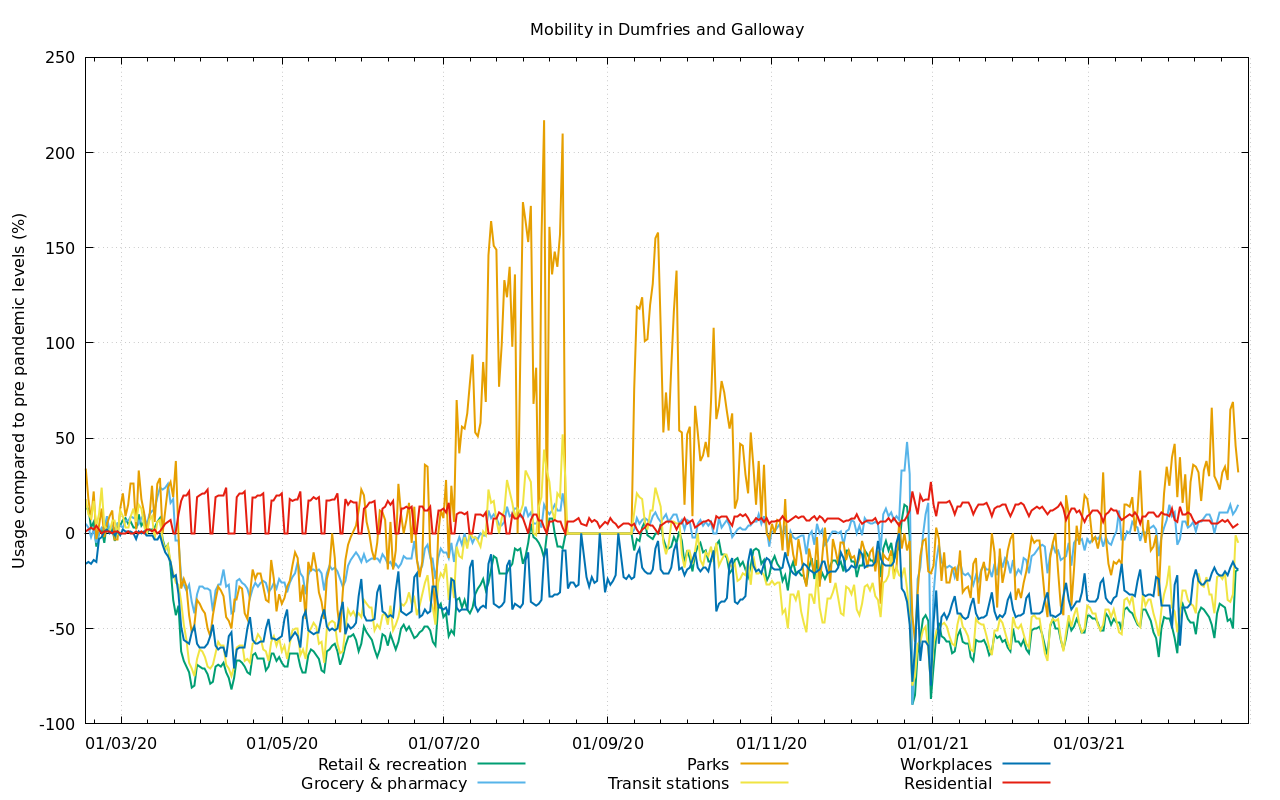 Mobility in Dumfries and Galloway
Usage compared to pre pandemic levels (%)
250
200
150
100
50
0
-50
-100
01/03/20 01/05/20 01/07/20 01/09/20 01/11/20 01/01/21 01/03/21
Retail & recreation Parks Workplaces
Grocery & pharmacy Transit stations Residential